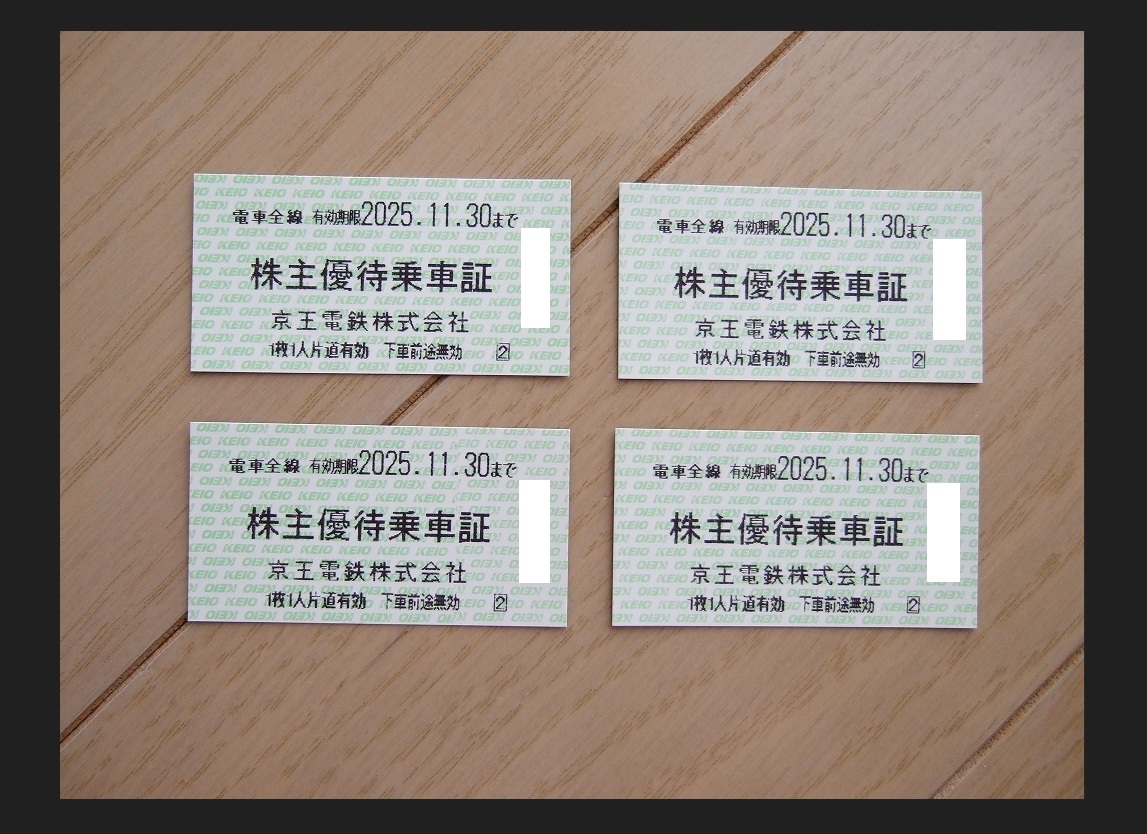 電車全線 有効期限2025.11.30まで
株主優待乗車証
京王電鉄株式会社
1枚1人片道有効 下車前途無効 2
電車全線 有効期限2025.11.30まで
株主優待乗車証
京王電鉄株式会社
1枚1人片道有効 下車前途無効 2
電車全線 有効期限2025.11.30まで
株主優待乗車証
京王電鉄株式会社
1枚1人片道有効 下車前途無効 2
電車全線 有効期限2025.11.30まで
株主優待乗車証
京王電鉄株式会社
1枚1人片道有効 下車前途無効 2